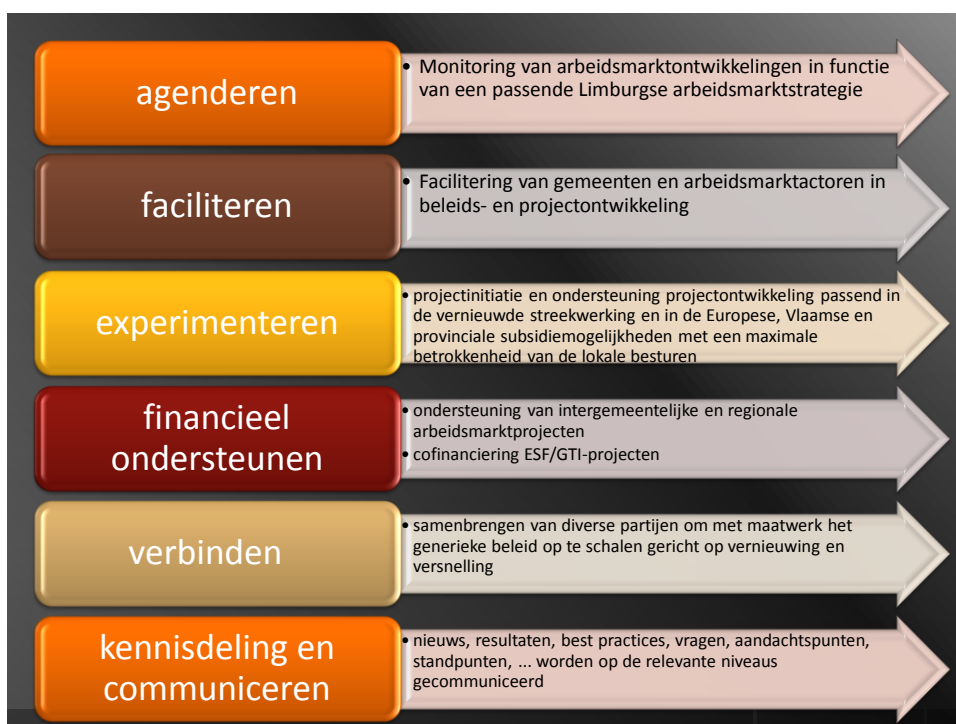 agenderen
• Monitoring van arbeidsmarktontwikkelingen in functie
van een passende Limburgse arbeidsmarktstrategie
faciliteren
• Facilitering van gemeenten en arbeidsmarktactoren in
beleids- en projectontwikkeling
experimenteren
• projectinitiatie en ondersteuning projectontwikkeling passend in
de vernieuwde streekwerking en in de Europese, Vlaamse en
provinciale subsidiemogelijkheden met een maximale
betrokkenheid van de lokale besturen
financieel
ondersteunen
• ondersteuning van intergemeentelijke en regionale
arbeidsmarktprojecten
• cofinanciering ESF/GTI-projecten
verbinden
• samenbrengen van diverse partijen om met maatwerk het
generieke beleid op te schalen gericht op vernieuwing en
versnelling
kennisdeling en
communiceren
• nieuws, resultaten, best practices, vragen, aandachtspunten,
standpunten, ... worden op de relevante niveaus
gecommuniceerd